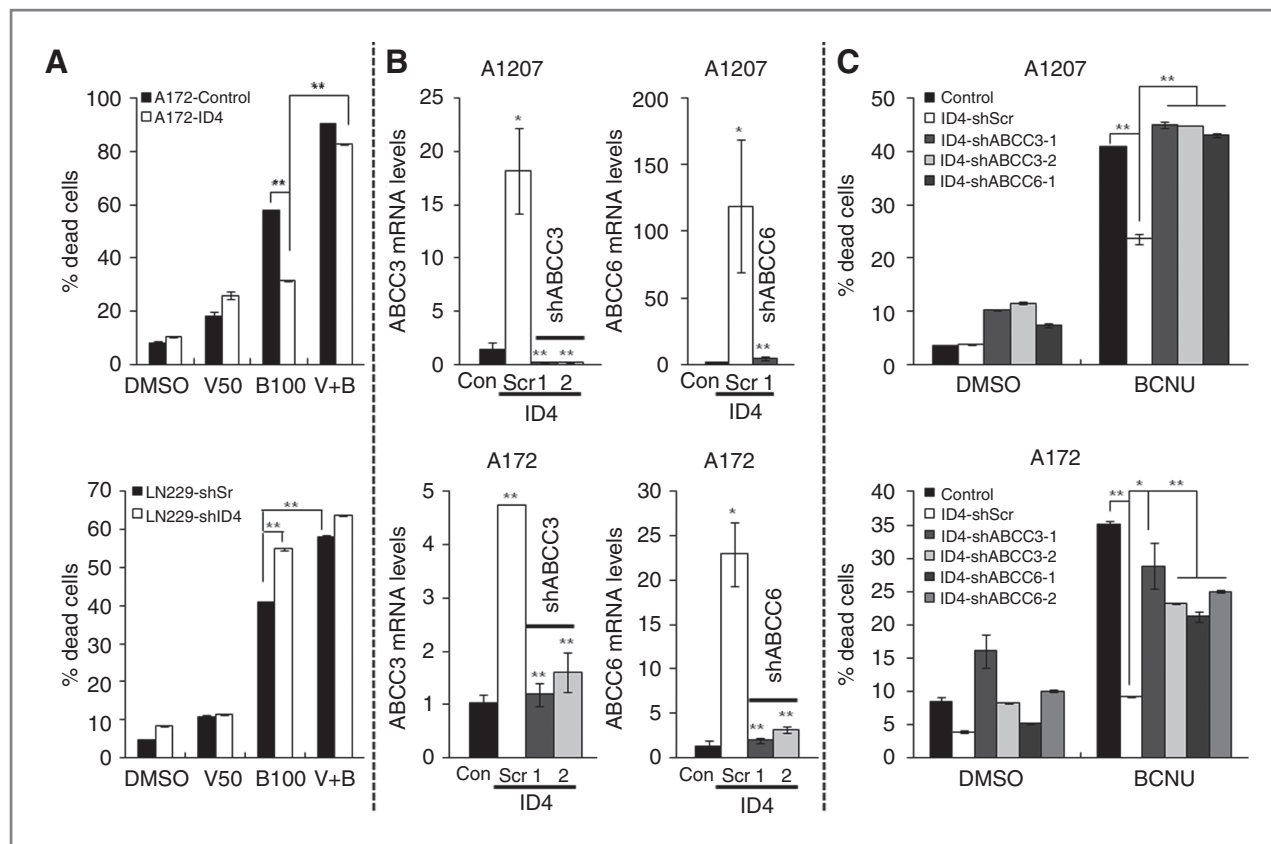 A
A172-Control
A172-ID4
**
**
% dead cells
100
80
60
40
20
0
DMSO V50 B100 V+B
LN229-shSr
LN229-shID4
**
**
% dead cells
70
60
50
40
30
20
10
0
DMSO V50 B100 V+B
B
A1207
ABCC3 mRNA levels
25
20
15
10
5
0
*
shABCC3
** **
Con Scr 1 2
ID4
A1207
ABCC6 mRNA levels
200
150
100
50
0
*
shABCC6
**
Con Scr 1
ID4
A172
ABCC3 mRNA levels
5
4
3
2
1
0
**
shABCC3
** **
Con Scr 1 2
ID4
A172
ABCC6 mRNA levels
30
25
20
15
10
5
0
*
shABCC6
** **
Con Scr 1 2
ID4
C
A1207
Control
ID4-shScr
ID4-shABCC3-1
ID4-shABCC3-2
ID4-shABCC6-1
**
**
% dead cells
50
40
30
20
10
0
DMSO BCNU
A172
Control
ID4-shScr
ID4-shABCC3-1
ID4-shABCC3-2
ID4-shABCC6-1
ID4-shABCC6-2
** * **
% dead cells
40
35
30
25
20
15
10
5
0
DMSO BCNU